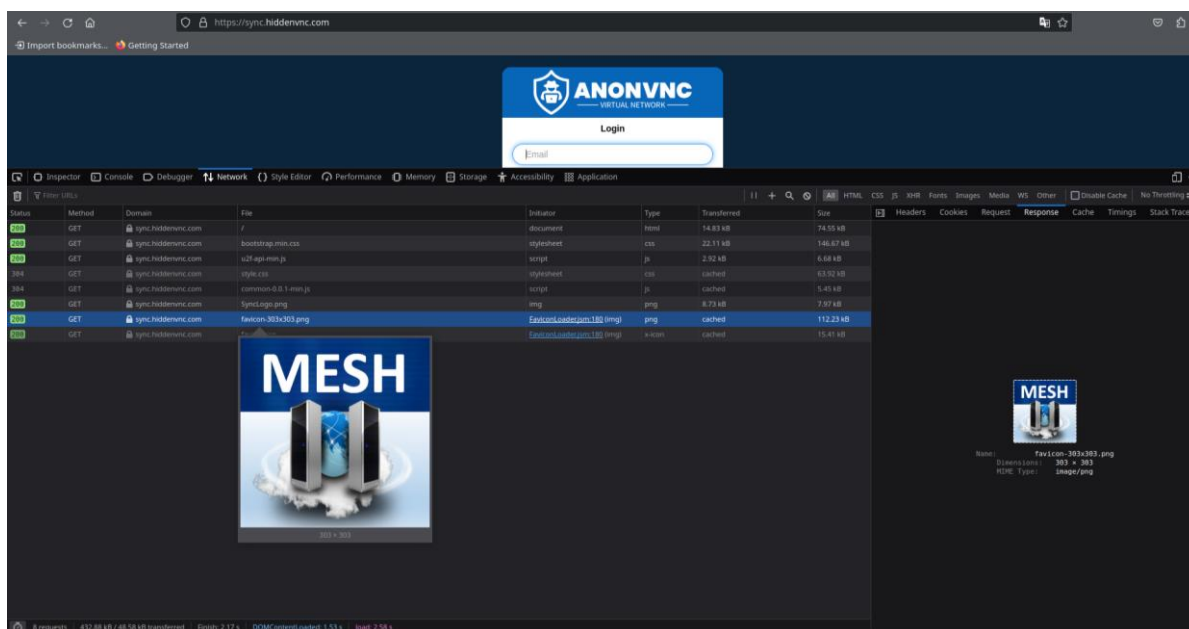 https://sync.hiddenvnc.com
Import bookmarks... Getting Started
ANONVNC
VIRTUAL NETWORK
Login
Email
Inspector Console Debugger Network Style Editor Performance Memory Storage Accessibility Application
Filter URLs All HTML CSS JS XHR Fonts Images Media WS Other Disable Cache No Throttling
Status Method Domain File Initiator Type Transferred Size Headers Cookies Request Response Cache Timings Stack Trace
200 GET sync.hiddenvnc.com / document html 14.83 kB 74.55 kB
200 GET sync.hiddenvnc.com bootstrap.min.css stylesheet css 22.11 kB 146.67 kB
200 GET sync.hiddenvnc.com u2f-api-min.js script js 2.92 kB 6.68 kB
304 GET sync.hiddenvnc.com style.css stylesheet css cached 63.92 kB
304 GET sync.hiddenvnc.com common-0.0.1-min.js script js cached 5.45 kB
200 GET sync.hiddenvnc.com SyncLogo.png img png 8.73 kB 7.97 kB
200 GET sync.hiddenvnc.com favicon-303x303.png FaviconLoader.jsm:180 (img) png cached 112.23 kB
200 GET sync.hiddenvnc.com FaviconLoader.jsm:180 (img) x-icon cached 15.41 kB
MESH
303 × 303
MESH
Name: favicon-303x303.png
Dimensions: 303 × 303
MIME Type: image/png
8 requests 432.88 kB / 48.58 kB transferred Finish: 2.17 s DOMContentLoaded: 1.53 s load: 2.58 s